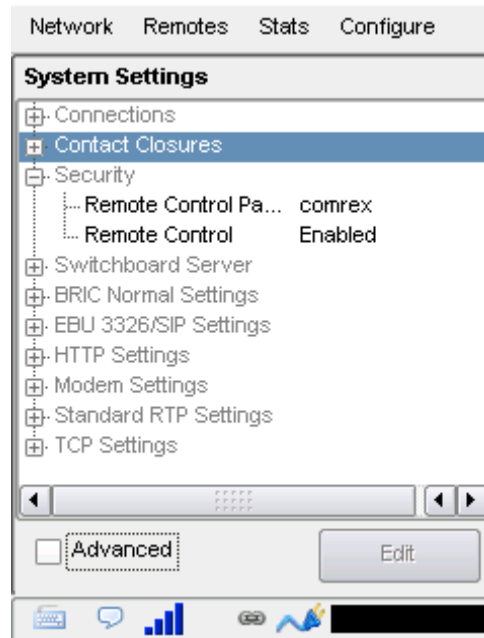 Network Remotes Stats Configure
System Settings
Connections
Contact Closures
Security
Remote Control Pa... comrex
Remote Control Enabled
Switchboard Server
BRIC Normal Settings
EBU 3326/SIP Settings
HTTP Settings
Modem Settings
Standard RTP Settings
TCP Settings
Advanced Edit